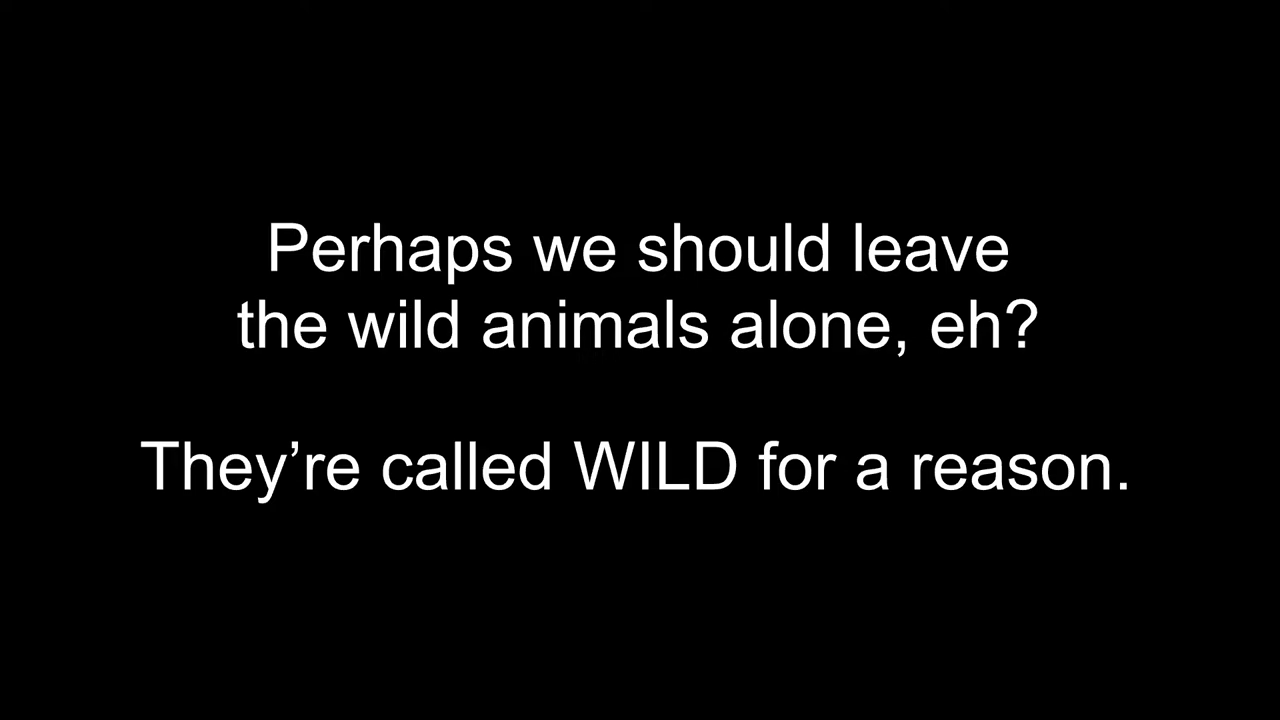 Perhaps we should leave
the wild animals alone, eh?
They’re called WILD for a reason.